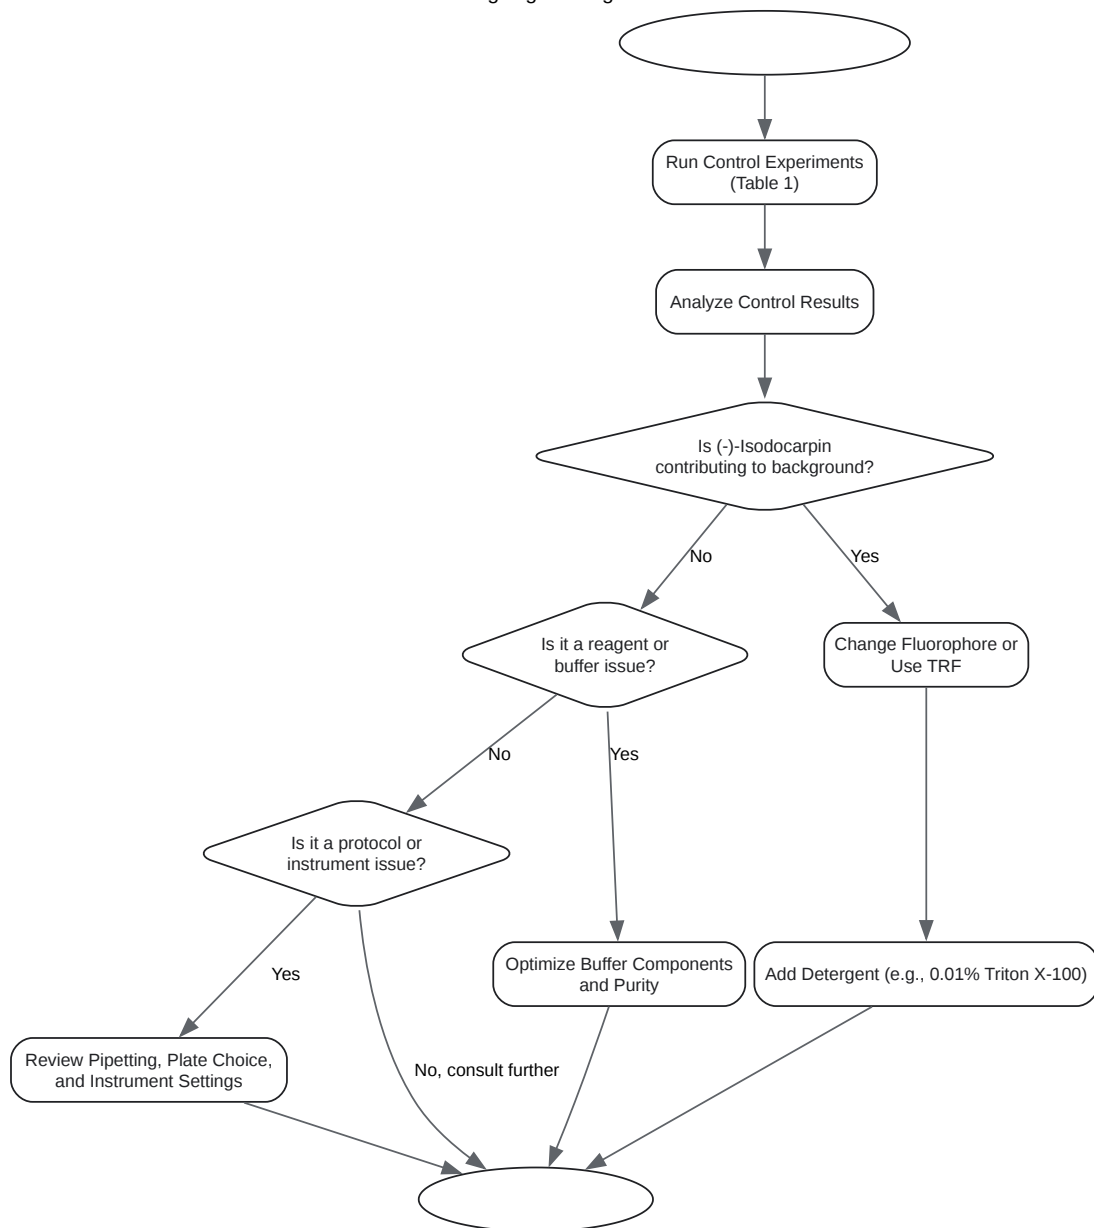 Run Control Experiments
(Table 1)
Analyze Control Results
Is (-)-Isodocarpin
contributing to background?
No
Yes
Is it a reagent or
buffer issue?
Change Fluorophore or
Use TRF
No
Yes
Is it a protocol or
instrument issue?
Yes
Optimize Buffer Components
and Purity
Add Detergent (e.g., 0.01% Triton X-100)
Review Pipetting, Plate Choice,
and Instrument Settings
No, consult further